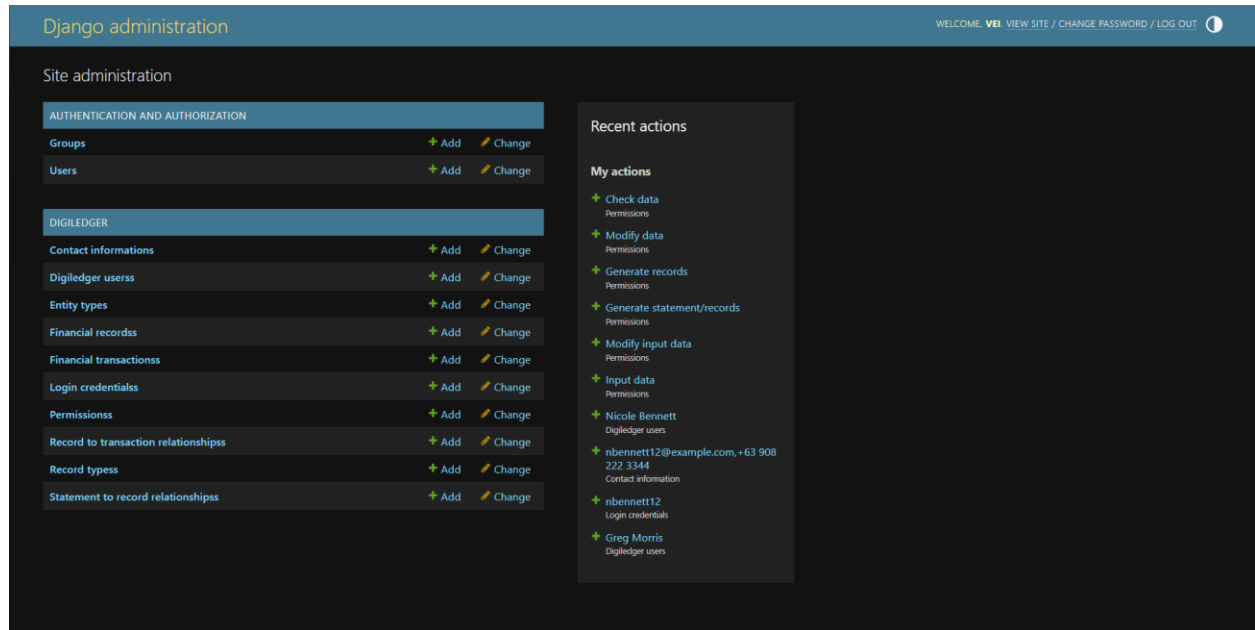 Django administration
WELCOME, VEI. VIEW SITE / CHANGE PASSWORD / LOG OUT
Site administration
AUTHENTICATION AND AUTHORIZATION
Groups Add Change
Users Add Change
DIGILEDGER
Contact informations Add Change
Digiledger userss Add Change
Entity types Add Change
Financial recordss Add Change
Financial transactionss Add Change
Login credentialss Add Change
Permissionss Add Change
Record to transaction relationshipss Add Change
Record typess Add Change
Statement to record relationshipss Add Change
Recent actions
My actions
Check data
Permissions
Modify data
Permissions
Generate records
Permissions
Generate statement/records
Permissions
Modify input data
Permissions
Input data
Permissions
Nicole Bennett
Digiledger users
nbennett12@example.com,+63 908
222 3344
Contact information
nbennett12
Login credentials
Greg Morris
Digiledger users